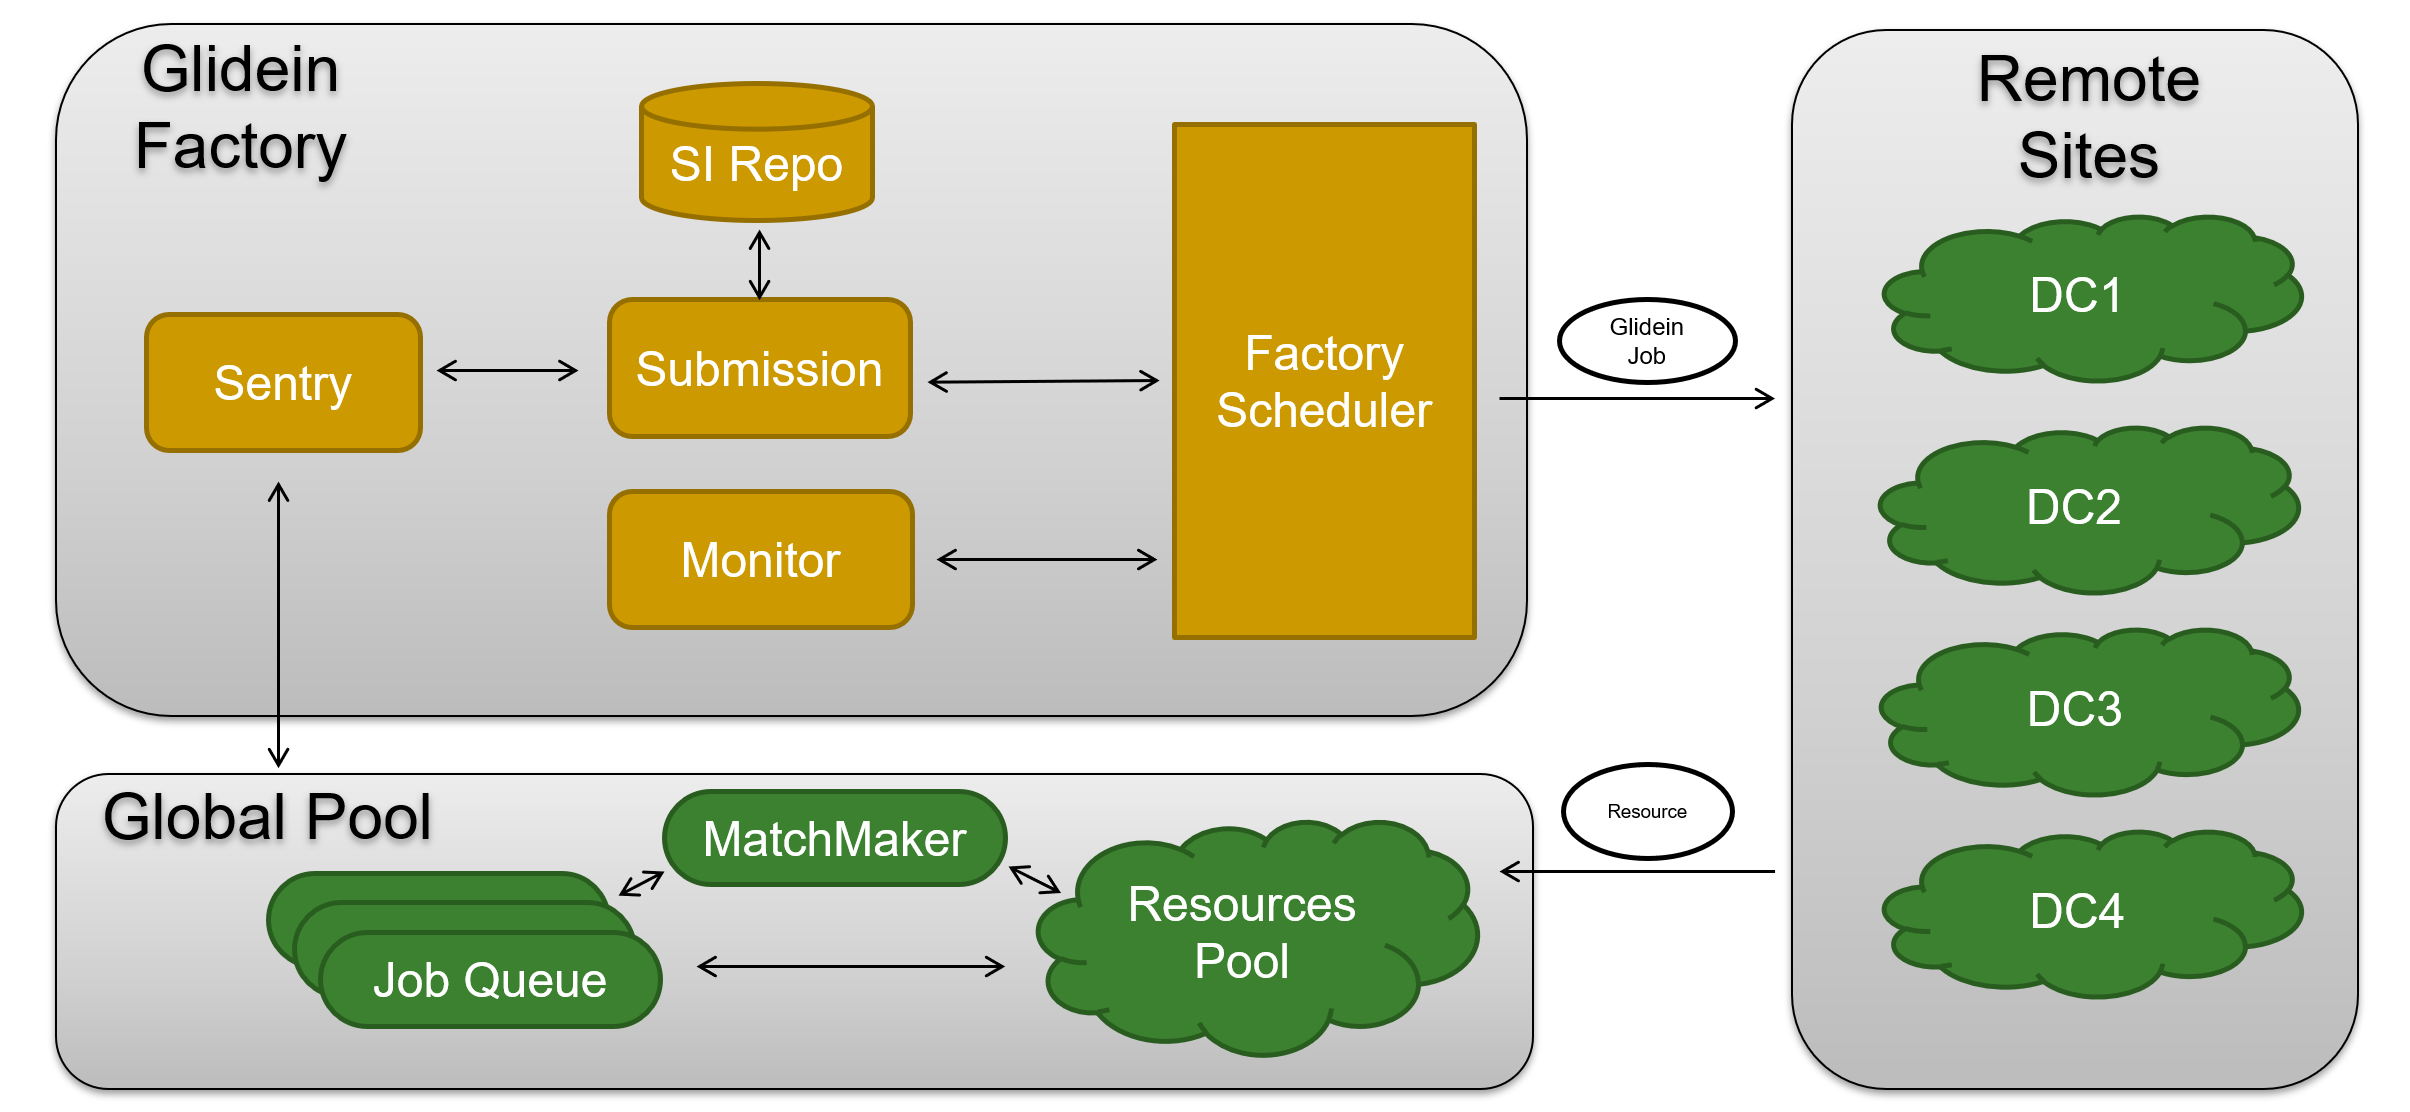 Glidein
Factory
SI Repo
Sentry
Submission
Monitor
Factory
Scheduler
Glidein
Job
Remote
Sites
DC1
DC2
DC3
DC4
Global Pool
MatchMaker
Job Queue
Resources
Pool
Resource